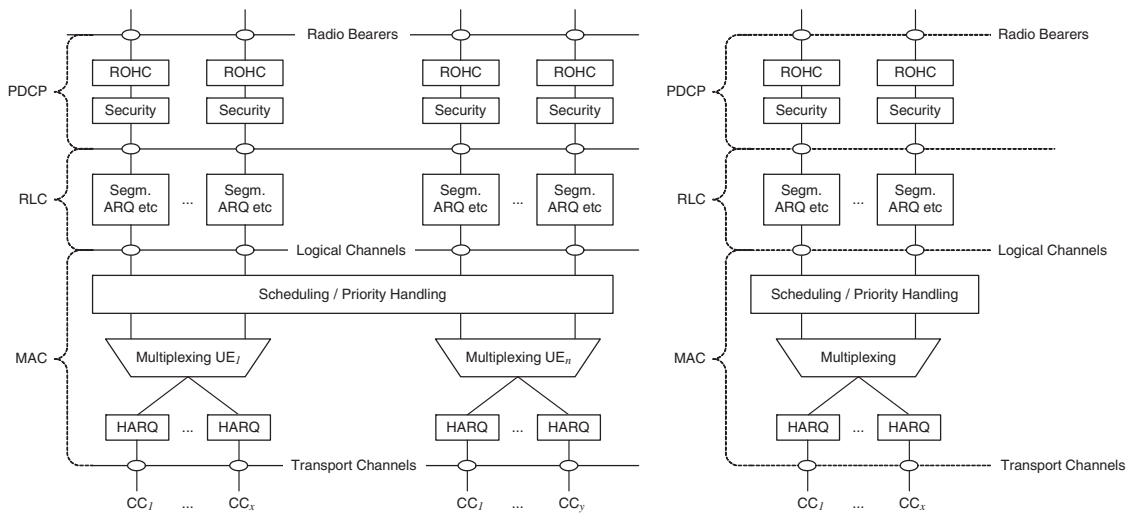 Radio Bearers
Radio Bearers
ROHC ROHC ROHC ROHC ROHC ROHC
PDCP PDCP
Security Security Security Security Security Security
Segm. ARQ etc ... Segm. ARQ etc Segm. ARQ etc ... Segm. ARQ etc Segm. ARQ etc ... Segm. ARQ etc
RLC RLC
Logical Channels Logical Channels
Scheduling / Priority Handling Scheduling / Priority Handling
MAC Multiplexing UE1 Multiplexing UEn MAC Multiplexing
HARQ ... HARQ HARQ ... HARQ HARQ ... HARQ
Transport Channels Transport Channels
CC1 ... CCx CC1 ... CCy CC1 ... CCx